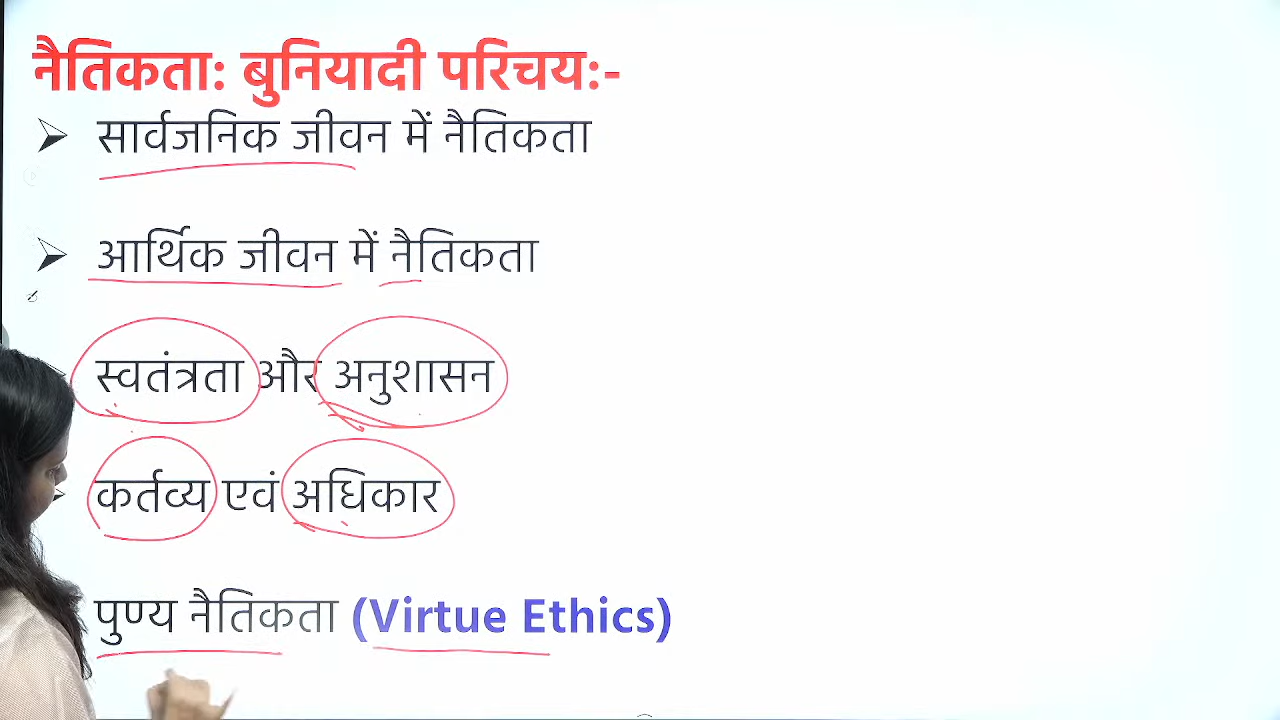 नैतिकता: बुनियादी परिचय:-
सार्वजनिक जीवन में नैतिकता
आर्थिक जीवन में नैतिकता
स्वतंत्रता और अनुशासन
कर्तव्य एवं अधिकार
पुण्य नैतिकता (Virtue Ethics)